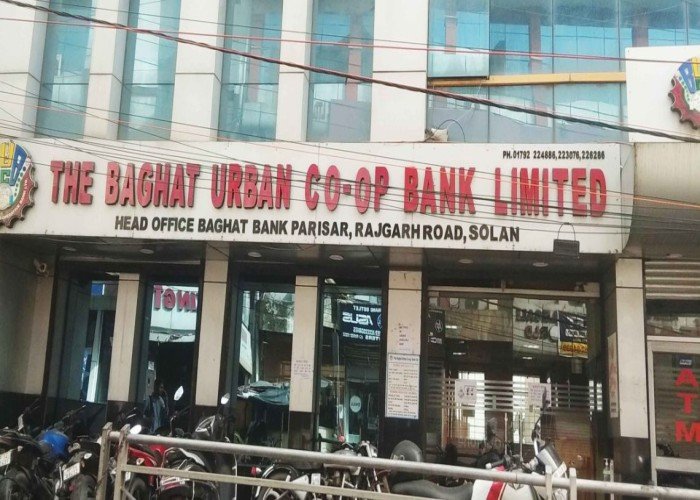 PH. 01792 224886, 223076, 226286
THE BAGHAT URBAN CO-OP BANK LIMITED
HEAD OFFICE BAGHAT BANK PARISAR, RAJGARH ROAD, SOLAN
ASUS
ATM